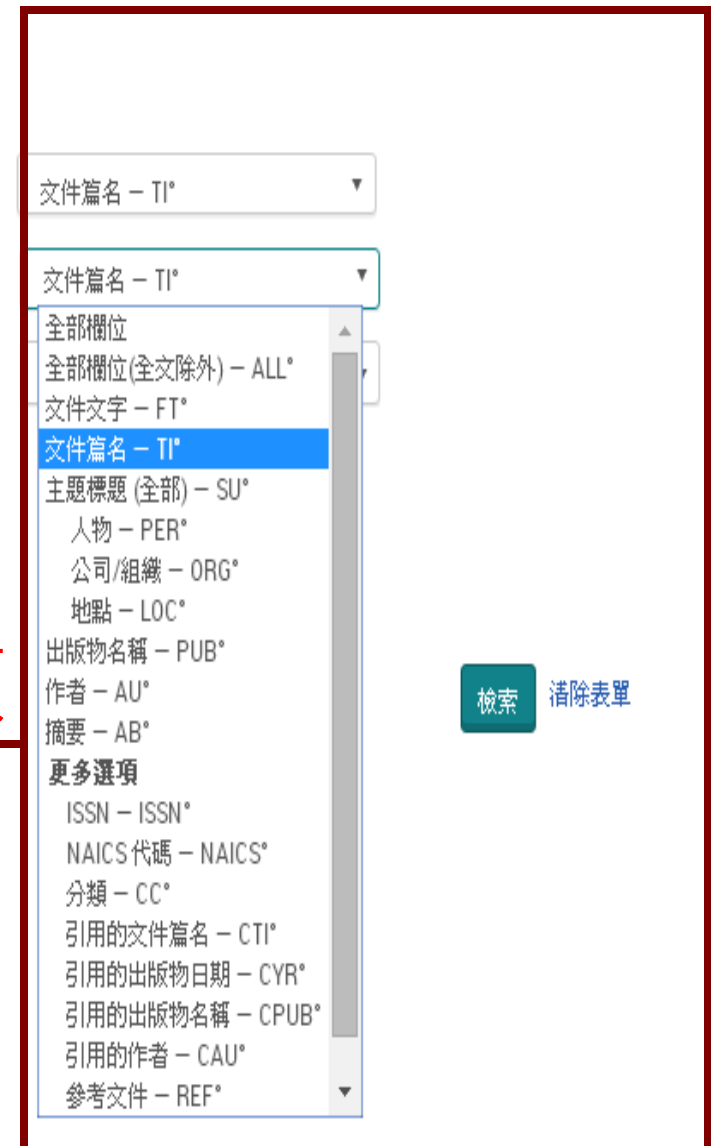 文件篇名 – TI°
文件篇名 – TI°
全部欄位
全部欄位(全文除外) – ALL°
文件文字 – FT°
文件篇名 – TI°
主題標題 (全部) – SU°
人物 – PER°
公司/組織 – ORG°
地點 – LOC°
出版物名稱 – PUB°
作者 – AU°
摘要 – AB°
更多選項
ISSN – ISSN°
NAICS 代碼 – NAICS°
分類 – CC°
引用的文件篇名 – CTI°
引用的出版物日期 – CYR°
引用的出版物名稱 – CPUB°
引用的作者 – CAU°
參考文件 – REF°
檢索
清除表單